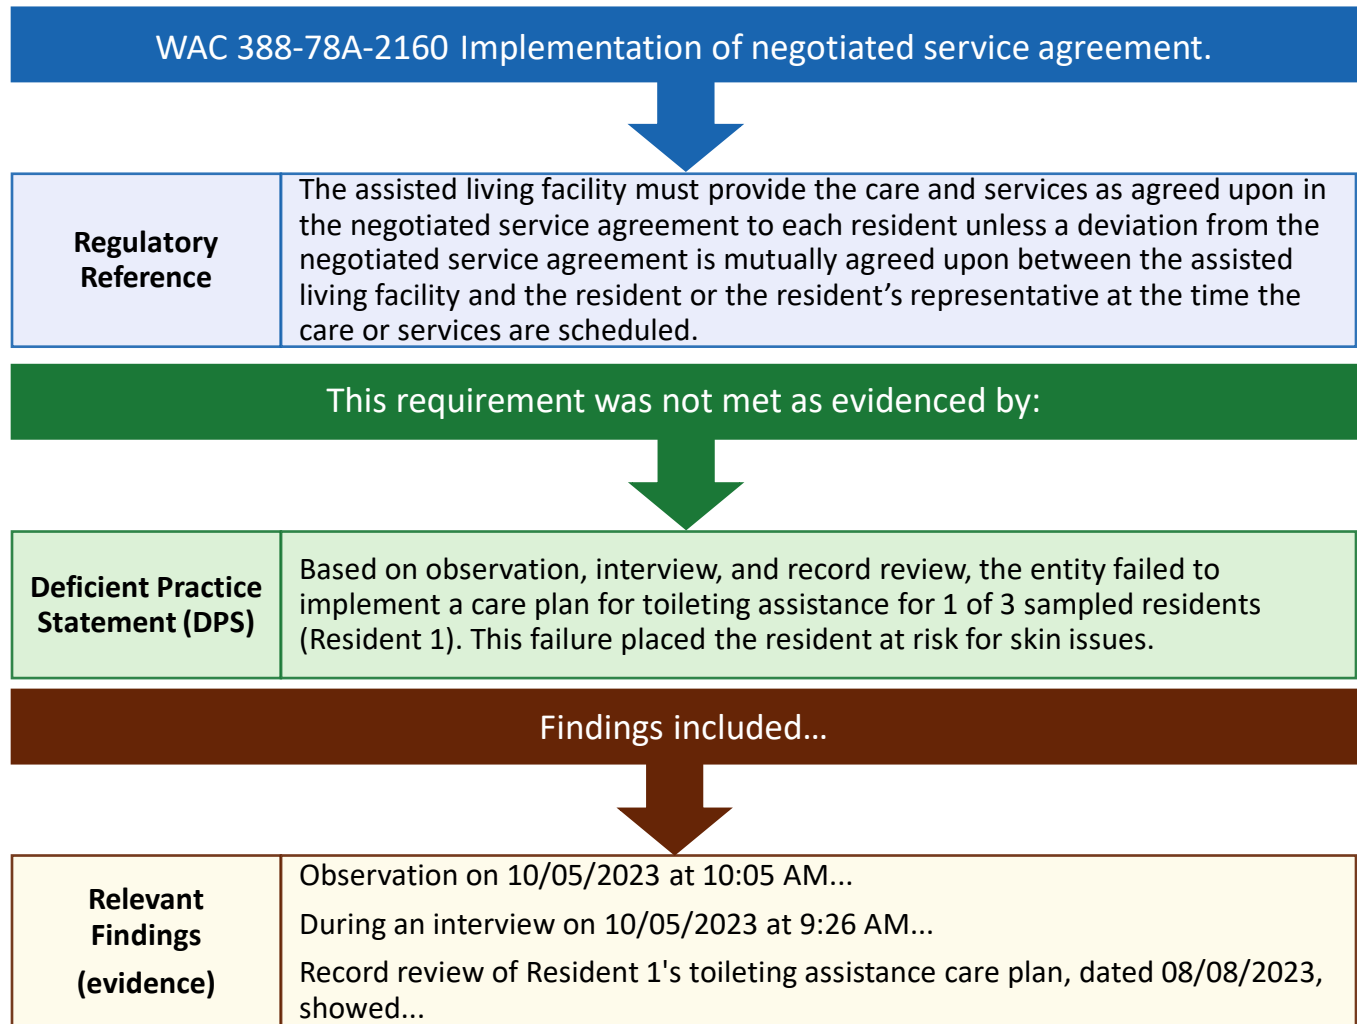 WAC 388-78A-2160 Implementation of negotiated service agreement.
Regulatory
Reference
The assisted living facility must provide the care and services as agreed upon in
the negotiated service agreement to each resident unless a deviation from the
negotiated service agreement is mutually agreed upon between the assisted
living facility and the resident or the resident’s representative at the time the
care or services are scheduled.
This requirement was not met as evidenced by:
Deficient Practice
Statement (DPS)
Based on observation, interview, and record review, the entity failed to
implement a care plan for toileting assistance for 1 of 3 sampled residents
(Resident 1). This failure placed the resident at risk for skin issues.
Findings included...
Relevant
Findings
(evidence)
Observation on 10/05/2023 at 10:05 AM...
During an interview on 10/05/2023 at 9:26 AM...
Record review of Resident 1's toileting assistance care plan, dated 08/08/2023,
showed...